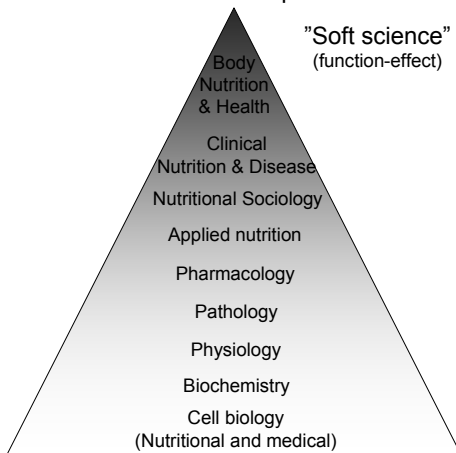 "Soft science"
(function-effect)
Body
Nutrition
& Health
Clinical
Nutrition & Disease
Nutritional Sociology
Applied nutrition
Pharmacology
Pathology
Physiology
Biochemistry
Cell biology
(Nutritional and medical)